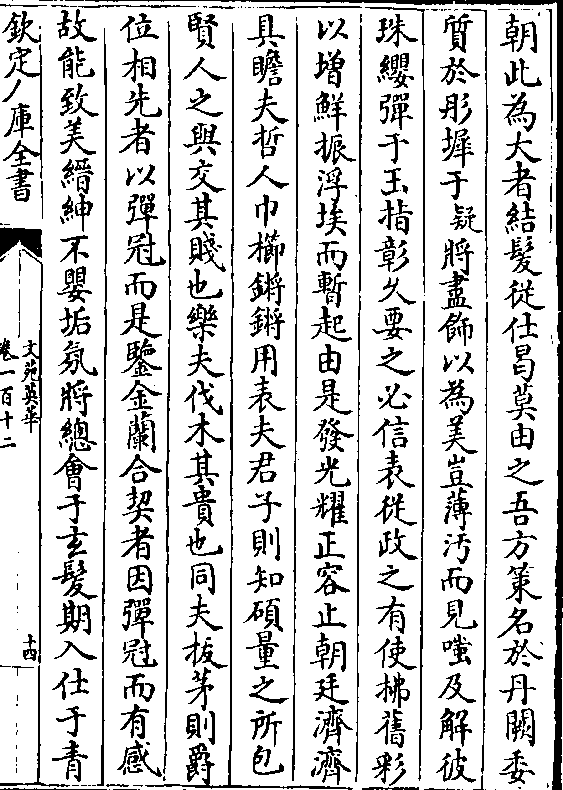 朝此為大者結髮從仕曷莫由之吾方策名於丹闕委
質於彤墀于疑將盡飾以為美豈薄汚而見嗤及解彼
珠纓彈于玉指彰久要之必信表從政之有使拂舊彩
以增鮮振浮埃而暫起由是發光耀正容止朝廷濟濟
具瞻夫哲人巾櫛鏘鏘用表夫君子則知碩量之所包
賢人之與交其賤也樂夫伐木其貴也同夫拔茅則爵
位相先者以彈冠而是鑒金蘭合契者因彈冠而有感
故能致美縉紳不嬰垢氛將總會于玄髮期入仕于青
欽定八庫全書
文苑英華
卷一百十二
十四